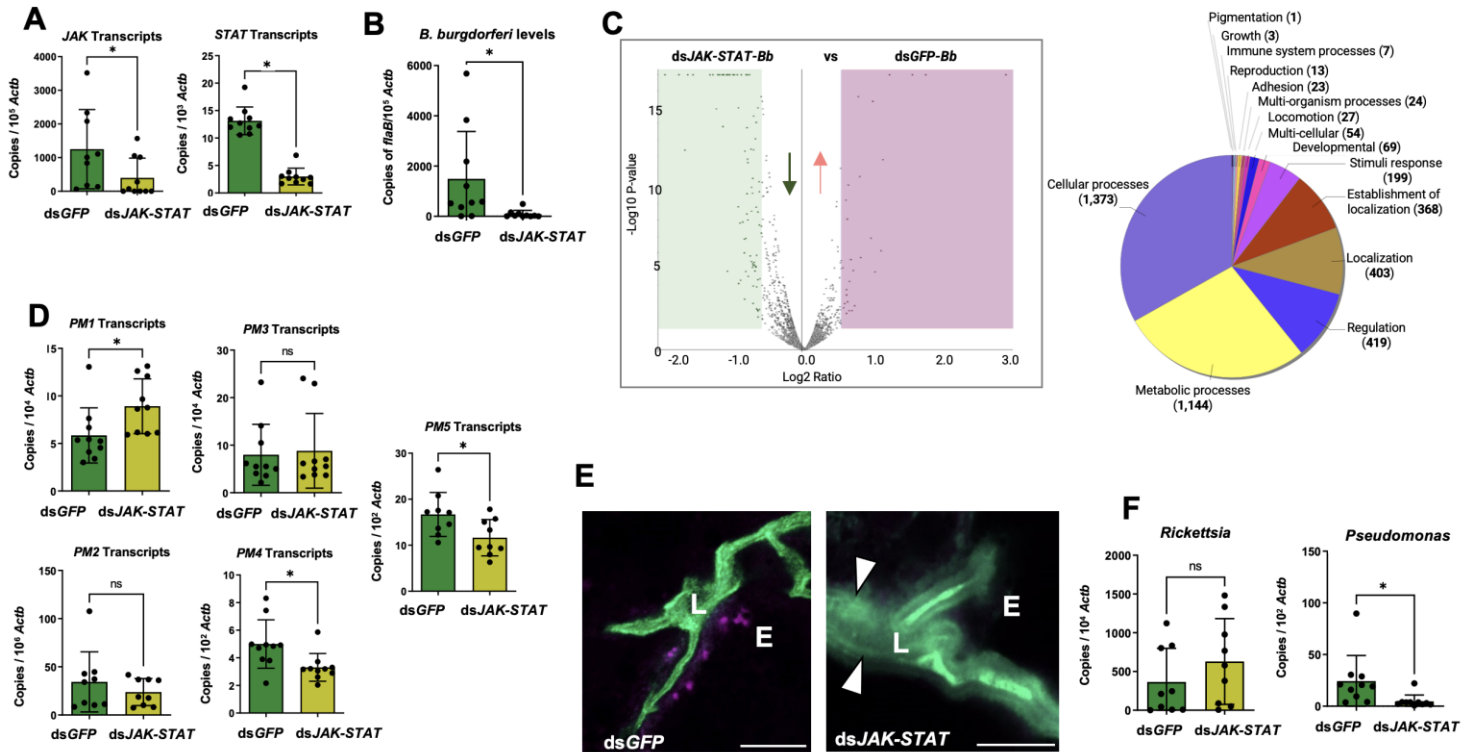 A
JAK Transcripts
*
Copies / 10⁵ Actb
4000
3000
2000
1000
0
dsGFP
dsJAK-STAT
STAT Transcripts
*
Copies / 10³ Actb
25
20
15
10
5
0
dsGFP
dsJAK-STAT
B
B. burgdorferi levels
*
Copies of flaB/10⁵ Actb
6000
4000
2000
0
dsGFP
dsJAK-STAT
C
dsJAK-STAT-Bb vs dsGFP-Bb
-Log10 P-value
15
10
5
0
-2.0 -1.0 0.0 1.0 2.0 3.0
Log2 Ratio
Pigmentation (1)
Growth (3)
Immune system processes (7)
Reproduction (13)
Adhesion (23)
Multi-organism processes (24)
Locomotion (27)
Multi-cellular (54)
Developmental (69)
Stimuli response
(199)
Establishment of
localization (368)
Localization
(403)
Regulation
(419)
Metabolic processes
(1,144)
Cellular processes
(1,373)
D
PM1 Transcripts
*
Copies / 10⁴ Actb
15
10
5
0
dsGFP
dsJAK-STAT
PM3 Transcripts
ns
Copies / 10⁴ Actb
30
20
10
0
dsGFP
dsJAK-STAT
PM5 Transcripts
*
Copies / 10² Actb
30
20
10
0
dsGFP
dsJAK-STAT
PM2 Transcripts
ns
Copies / 10⁶ Actb
150
100
50
0
dsGFP
dsJAK-STAT
PM4 Transcripts
*
Copies / 10² Actb
8
6
4
2
0
dsGFP
dsJAK-STAT
E
L
E
dsGFP
L
E
dsJAK-STAT
F
Rickettsia
ns
Copies / 10⁴ Actb
2000
1500
1000
500
0
dsGFP
dsJAK-STAT
Pseudomonas
*
Copies / 10² Actb
150
100
50
0
dsGFP
dsJAK-STAT